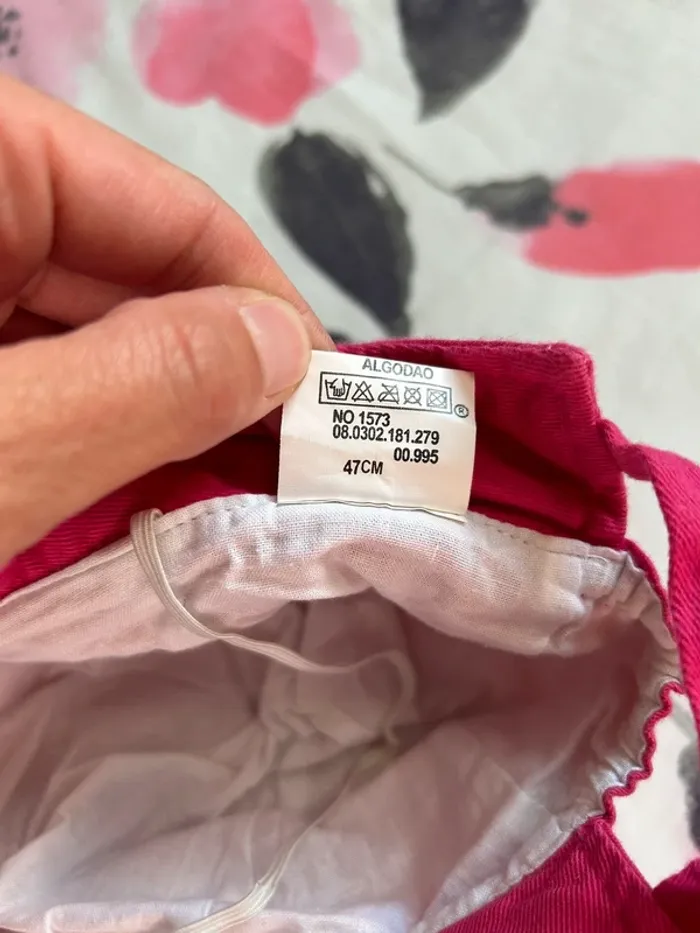 ALGODAO
®
NO 1573
08.0302.181.279
00.995
47CM